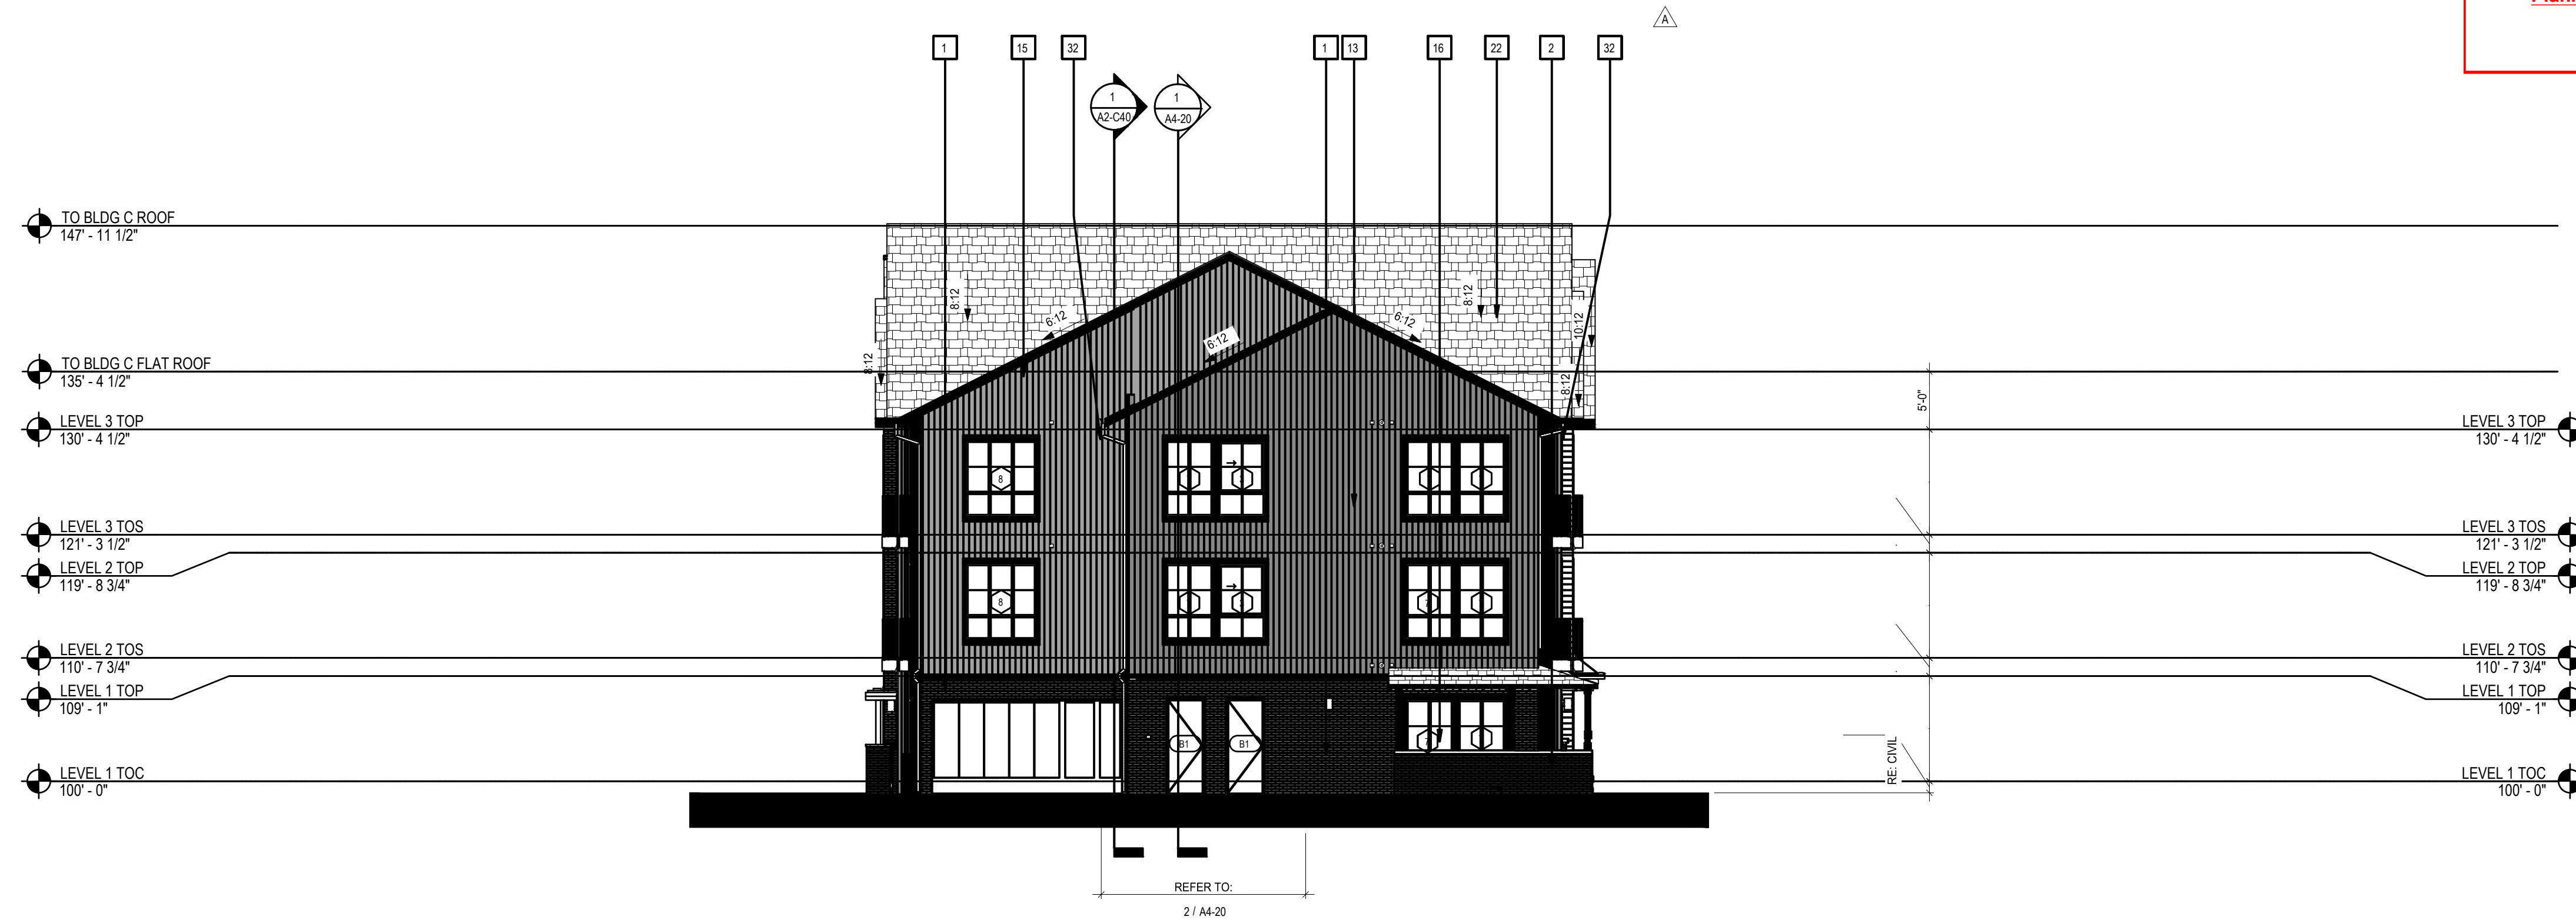 A
1
15
32
1
13
16
22
2
32
1
A2-C40
1
A4-20
TO BLDG C ROOF
147' - 11 1/2"
TO BLDG C FLAT ROOF
135' - 4 1/2"
LEVEL 3 TOP
130' - 4 1/2"
LEVEL 3 TOS
121' - 3 1/2"
LEVEL 2 TOP
119' - 8 3/4"
LEVEL 2 TOS
110' - 7 3/4"
LEVEL 1 TOP
109' - 1"
LEVEL 1 TOC
100' - 0"
8:12
8:12
6:12
6:12
6:12
8:12
10:12
8:12
8
8
B1
B1
5'-0"
RE: CIVIL
LEVEL 3 TOP
130' - 4 1/2"
LEVEL 3 TOS
121' - 3 1/2"
LEVEL 2 TOP
119' - 8 3/4"
LEVEL 2 TOS
110' - 7 3/4"
LEVEL 1 TOP
109' - 1"
LEVEL 1 TOC
100' - 0"
REFER TO:
2 / A4-20